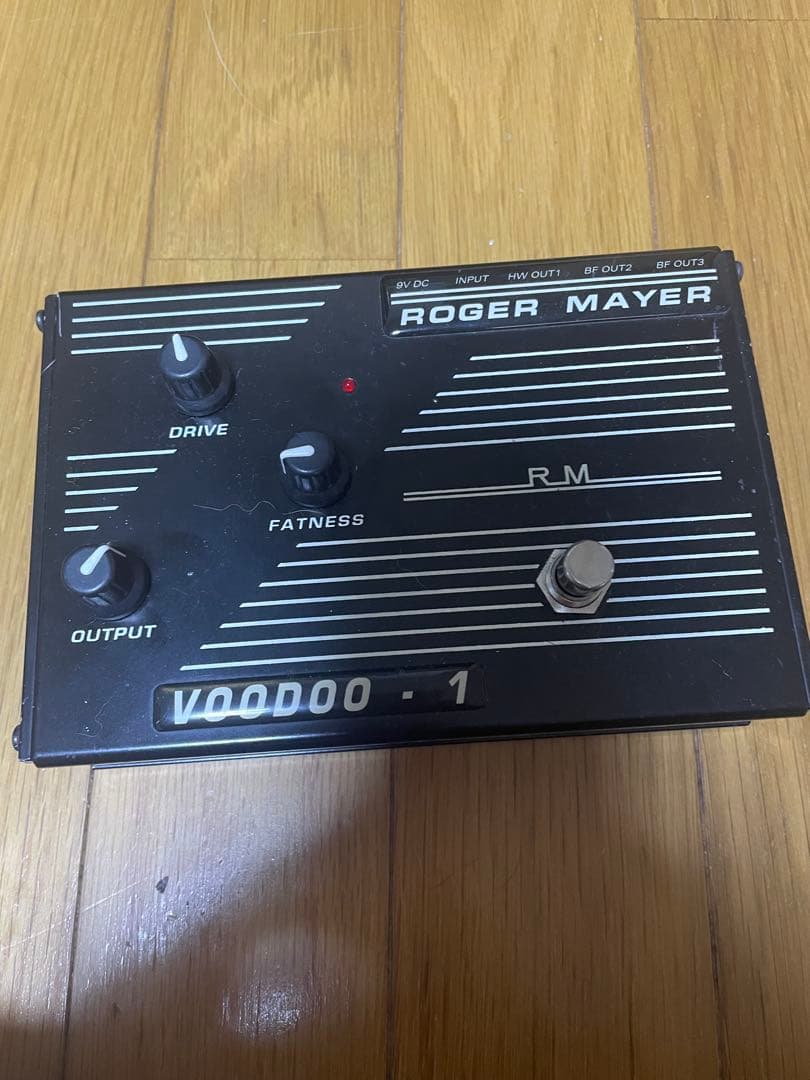 9V DC INPUT HW OUT1 BF OUT2 BF OUT3
ROGER MAYER
DRIVE
RM
FATNESS
OUTPUT
VOODOO - 1